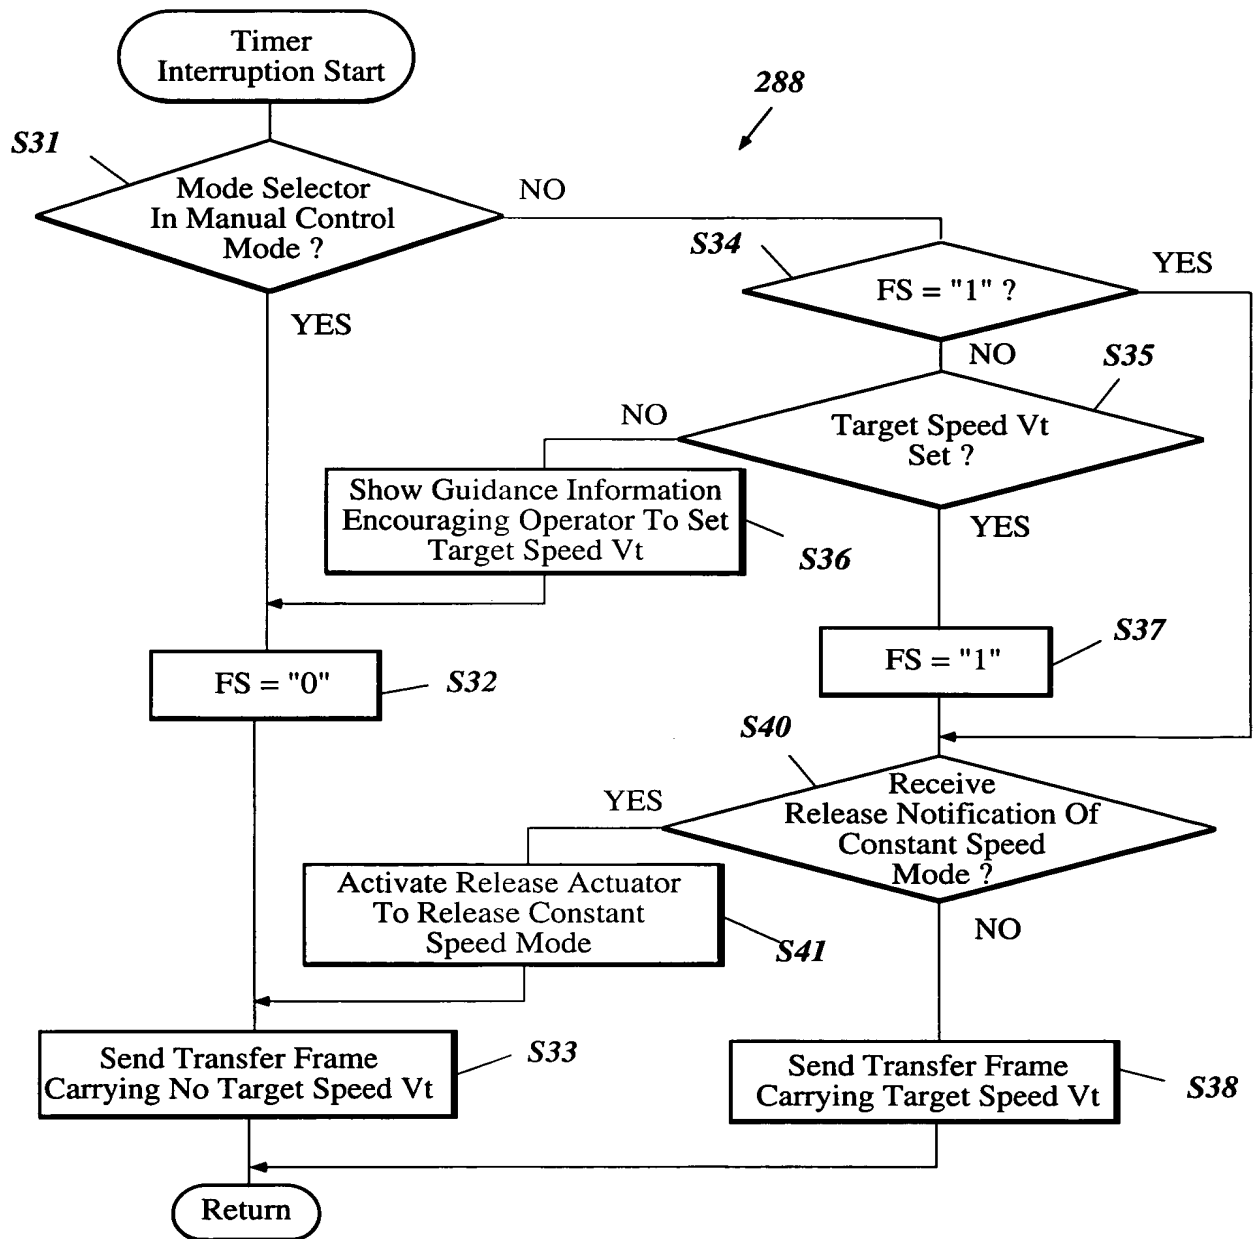 Timer
Interruption Start
288
S31
Mode Selector
In Manual Control
Mode ?
NO
S34
YES
FS = "1" ?
YES
NO
S35
NO
Target Speed Vt
Set ?
Show Guidance Information
Encouraging Operator To Set
Target Speed Vt
YES
S36
S37
FS = "1"
FS = "0"
S32
S40
Receive
Release Notification Of
Constant Speed
Mode ?
YES
Activate Release Actuator
To Release Constant
Speed Mode
NO
S41
Send Transfer Frame
Carrying No Target Speed Vt
S33
Send Transfer Frame
Carrying Target Speed Vt
S38
Return